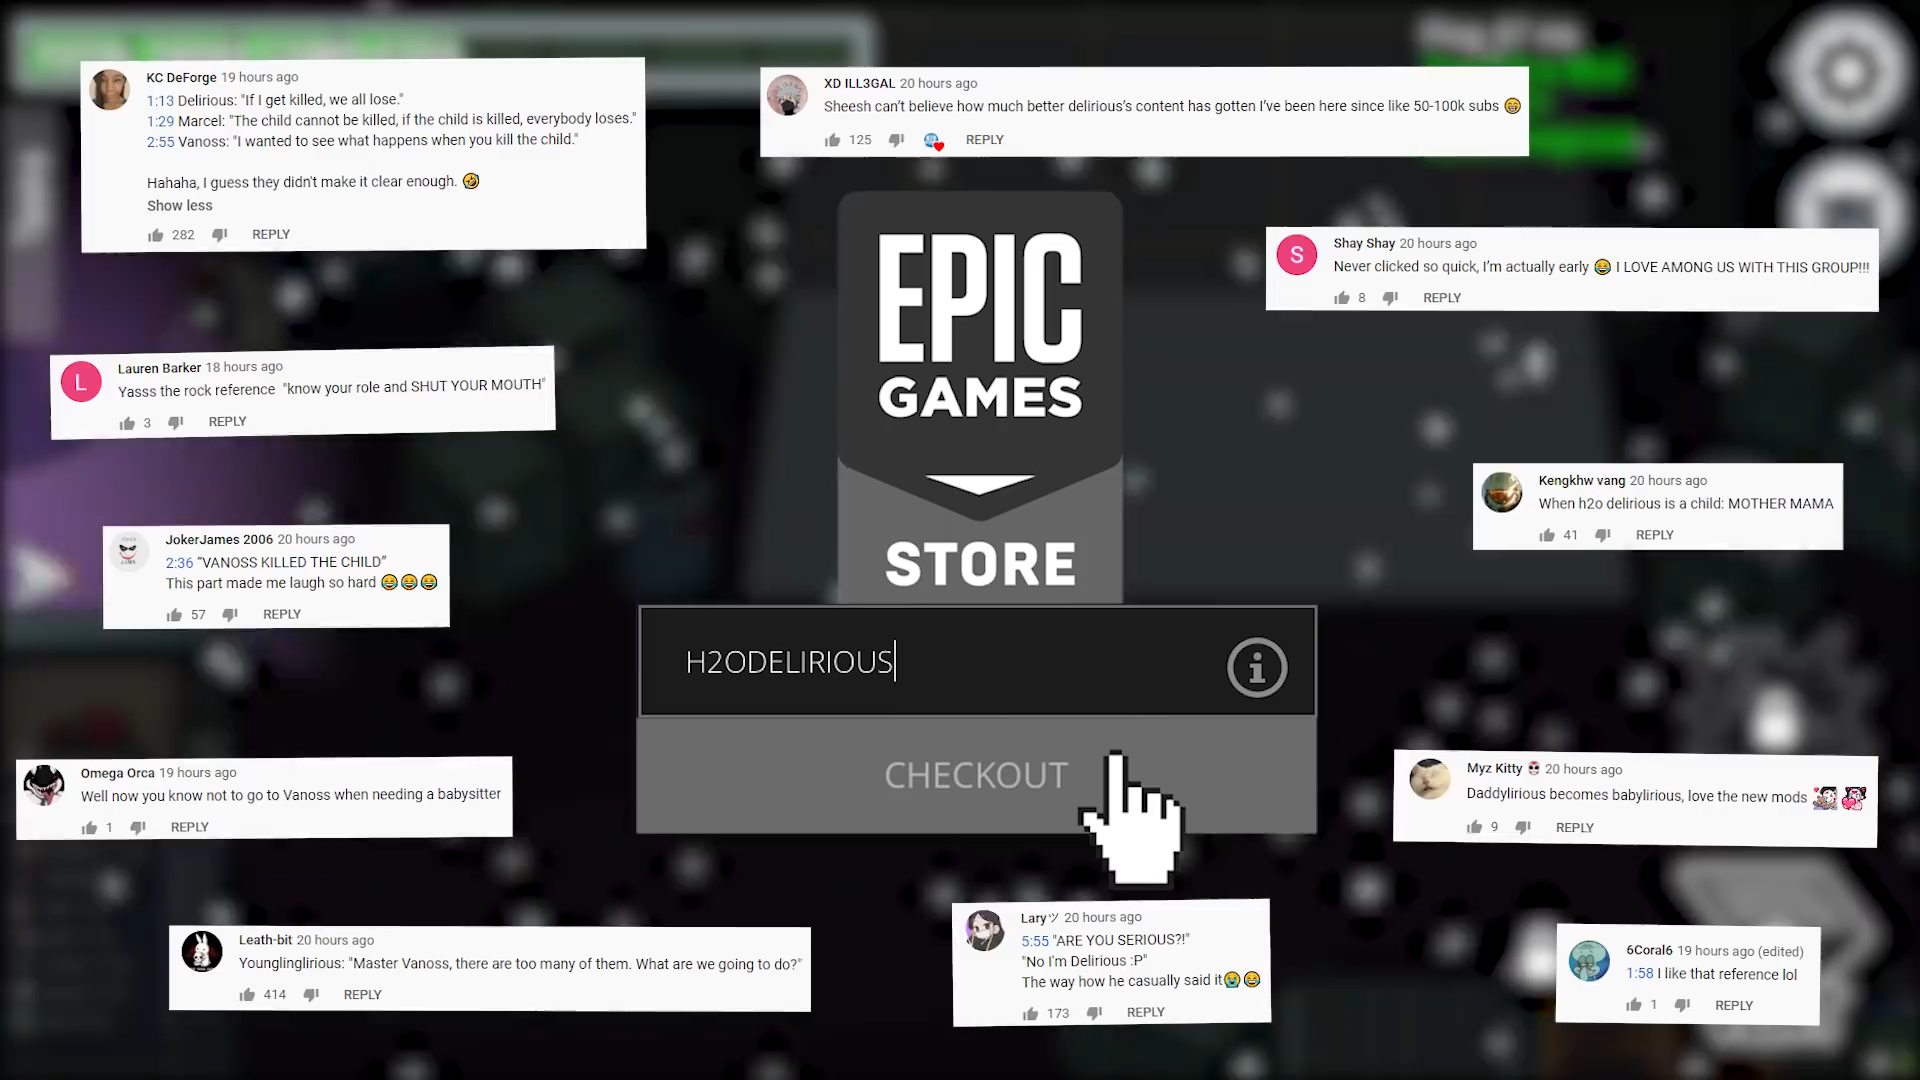 KC DeForge 19 hours ago
1:13 Delirious: "If I get killed, we all lose."
1:29 Marcel: "The child cannot be killed, if the child is killed, everybody loses."
2:55 Vanoss: "I wanted to see what happens when you kill the child."
Hahaha, I guess they didn't make it clear enough. 🤣
Show less
282 REPLY
XD ILL3GAL 20 hours ago
Sheesh can't believe how much better delirious's content has gotten I've been here since like 50-100k subs 😁
125 REPLY
Shay Shay 20 hours ago
Never clicked so quick, I'm actually early 😂 I LOVE AMONG US WITH THIS GROUP!!!
8 REPLY
EPIC
GAMES
STORE
H2ODELIRIOUS
CHECKOUT
Lauren Barker 18 hours ago
Yasss the rock reference "know your role and SHUT YOUR MOUTH"
3 REPLY
Kengkhw vang 20 hours ago
When h2o delirious is a child: MOTHER MAMA
41 REPLY
JokerJames 2006 20 hours ago
2:36 “VANOSS KILLED THE CHILD”
This part made me laugh so hard 😂😂😂
57 REPLY
Omega Orca 19 hours ago
Well now you know not to go to Vanoss when needing a babysitter
1 REPLY
Myz Kitty 20 hours ago
Daddylirious becomes babylirious, love the new mods
9 REPLY
Leath-bit 20 hours ago
Younglinglirious: "Master Vanoss, there are too many of them. What are we going to do?"
414 REPLY
Laryツ 20 hours ago
5:55 "ARE YOU SERIOUS?!"
"No I'm Delirious :P"
The way how he casually said it😭😂
173 REPLY
6Coral6 19 hours ago (edited)
1:58 I like that reference lol
1 REPLY